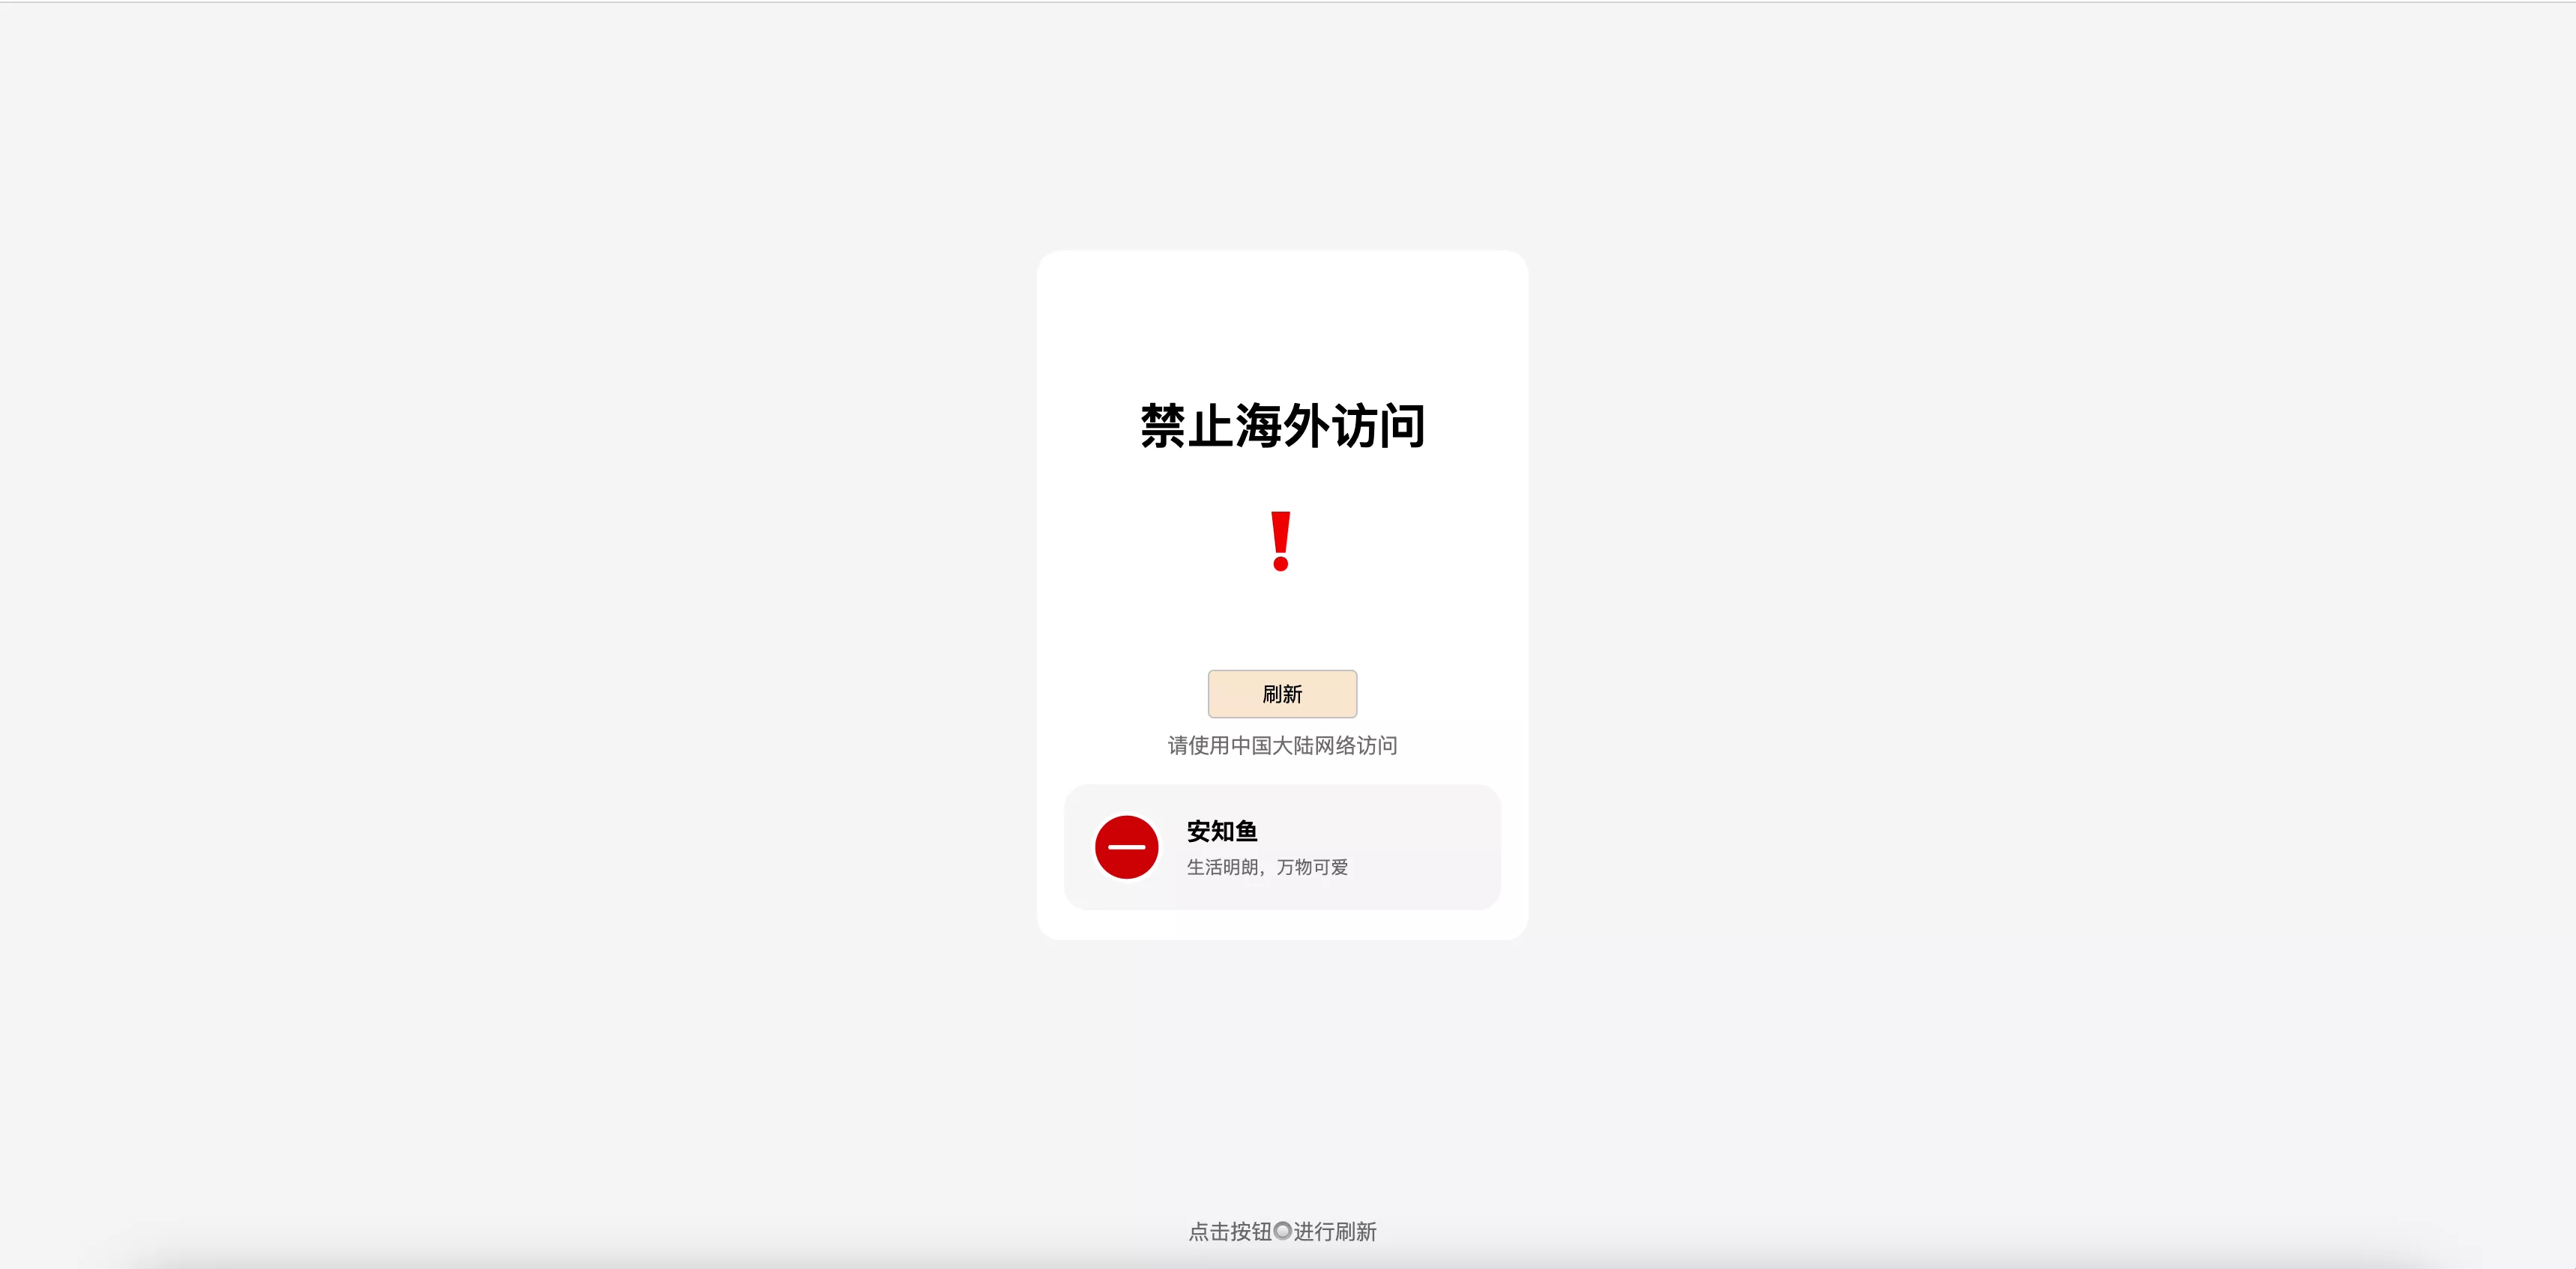 禁止海外访问
!
刷新
请使用中国大陆网络访问
安知鱼
生活明朗，万物可爱
点击按钮🔘进行刷新